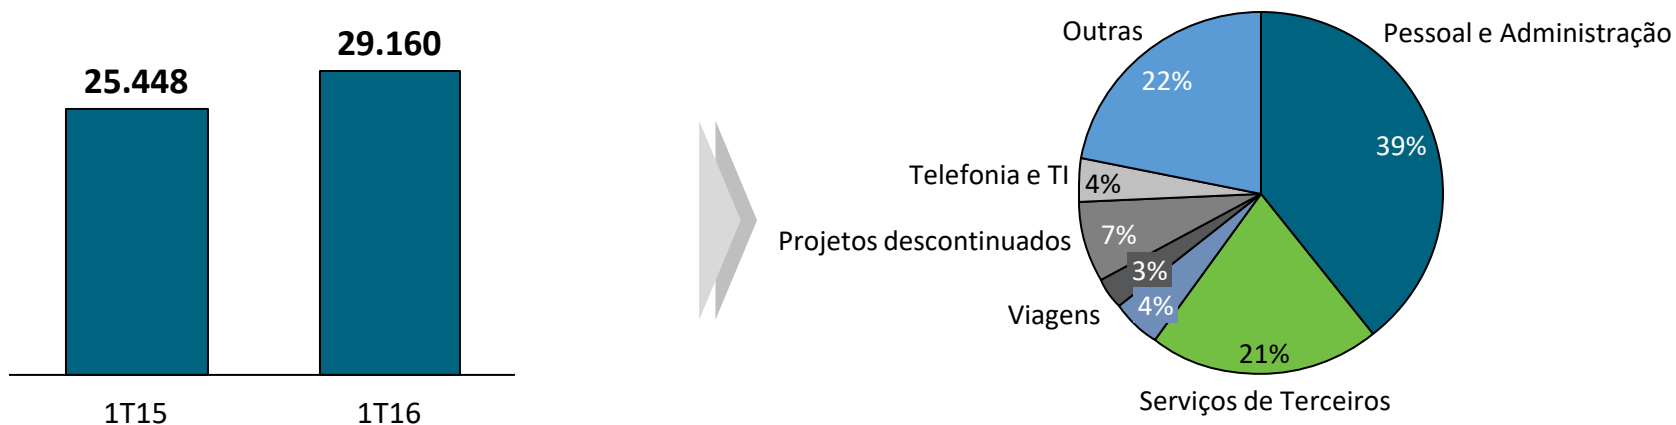 25.448
29.160
1T15
1T16
Outras
Pessoal e Administração
22%
39%
Telefonia e TI
4%
Projetos descontinuados
7%
3%
Viagens
4%
21%
Serviços de Terceiros